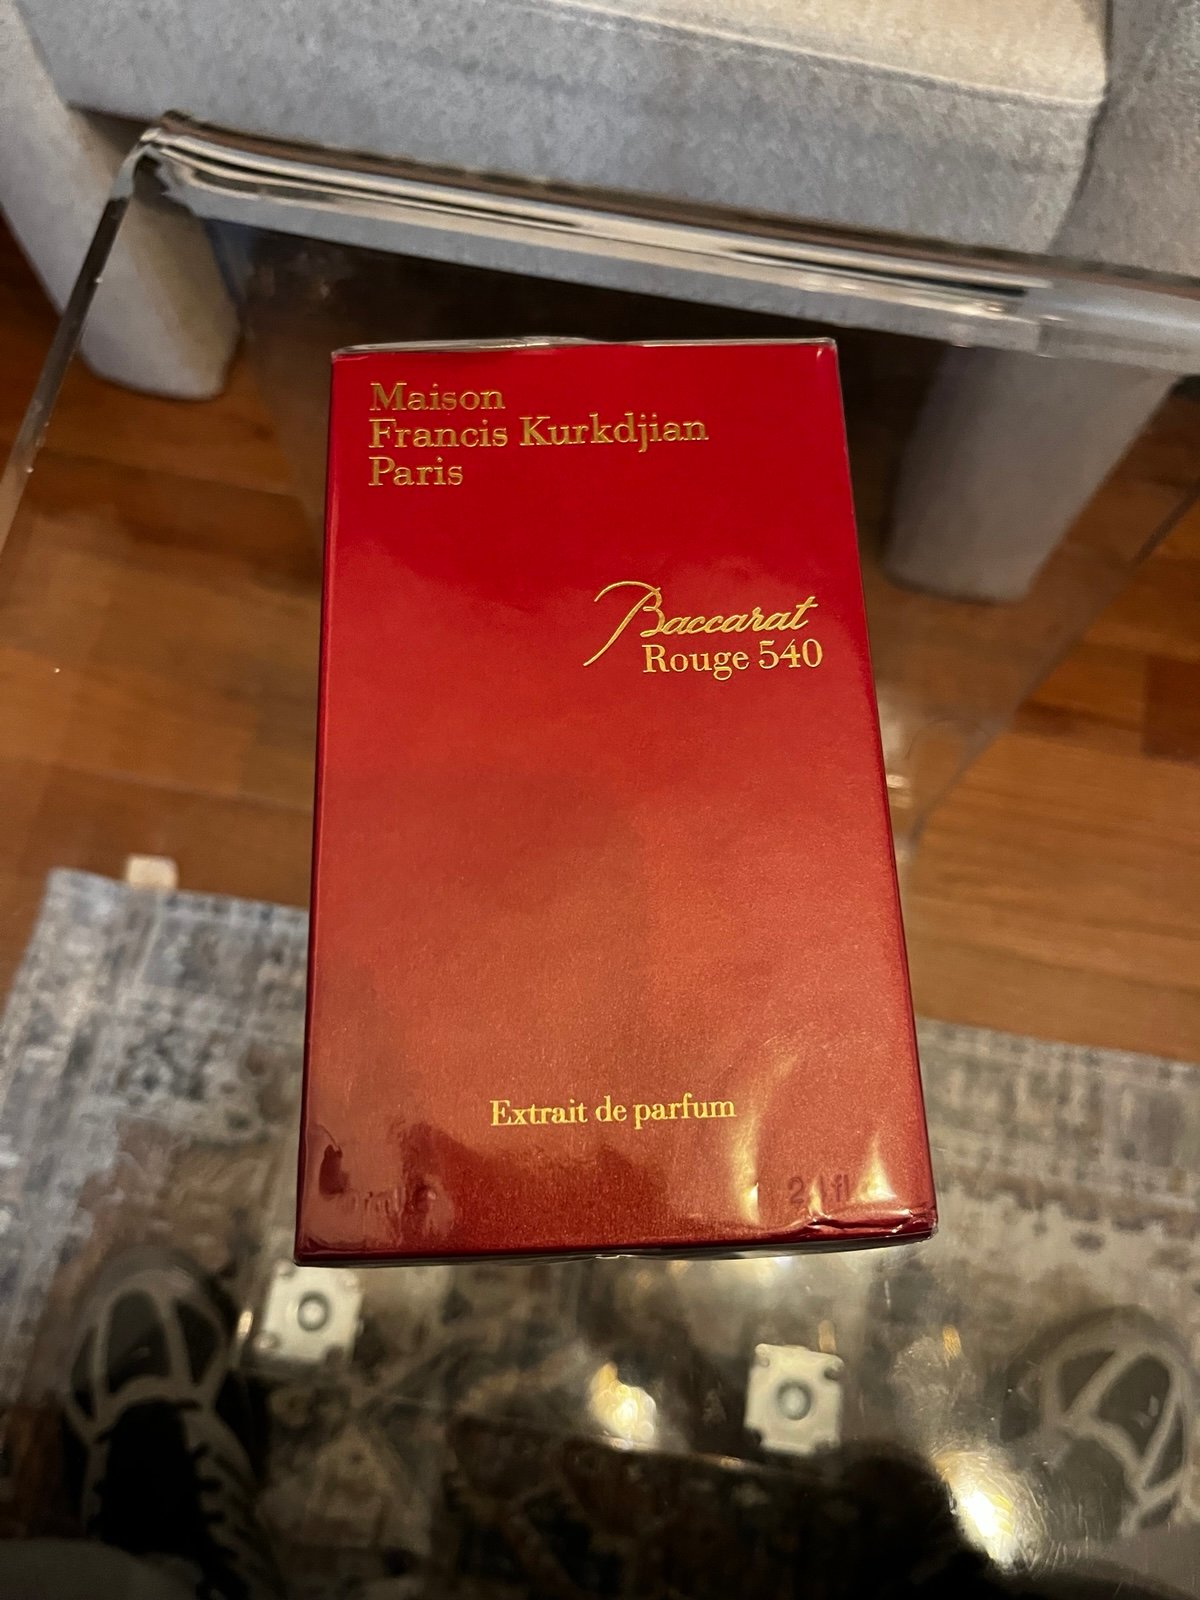 Maison
Francis Kurkdjian
Paris
Baccarat
Rouge 540
Extrait de parfum